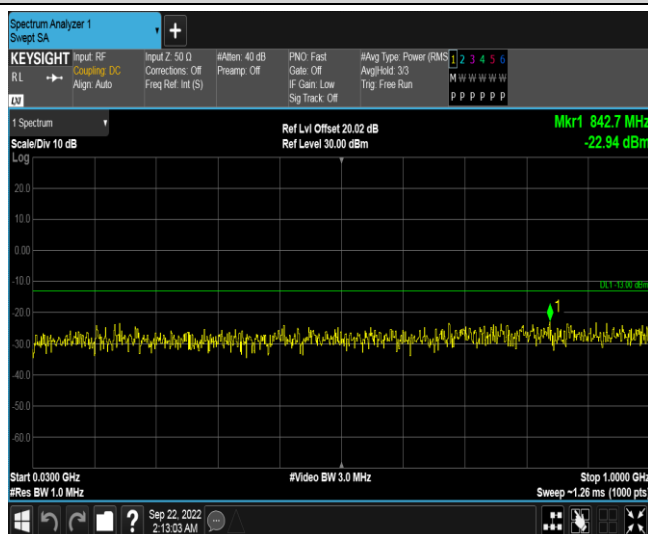 Spectrum Analyzer 1
Swept SA
+
KEYSIGHT
RL
LXI
Input: RF
Coupling: DC
Align: Auto
Input Z: 50 Ω
Corrections: Off
Freq Ref: Int (S)
#Atten: 40 dB
Preamp: Off
PNO: Fast
Gate: Off
IF Gain: Low
Sig Track: Off
#Avg Type: Power (RMS
Avg|Hold: 3/3
Trig: Free Run
1 2 3 4 5 6
M W W W W W
P P P P P P
1 Spectrum
Scale/Div 10 dB
Log
Ref Lvl Offset 20.02 dB
Ref Level 30.00 dBm
Mkr1 842.7 MHz
-22.94 dBm
20.0
10.0
0.00
-10.0
DL1 -13.00 dBm
-20.0
1
-30.0
-40.0
-50.0
-60.0
Start 0.0300 GHz
#Res BW 1.0 MHz
#Video BW 3.0 MHz
Stop 1.0000 GHz
Sweep ~1.26 ms (1000 pts)
?
Sep 22, 2022
2:13:03 AM